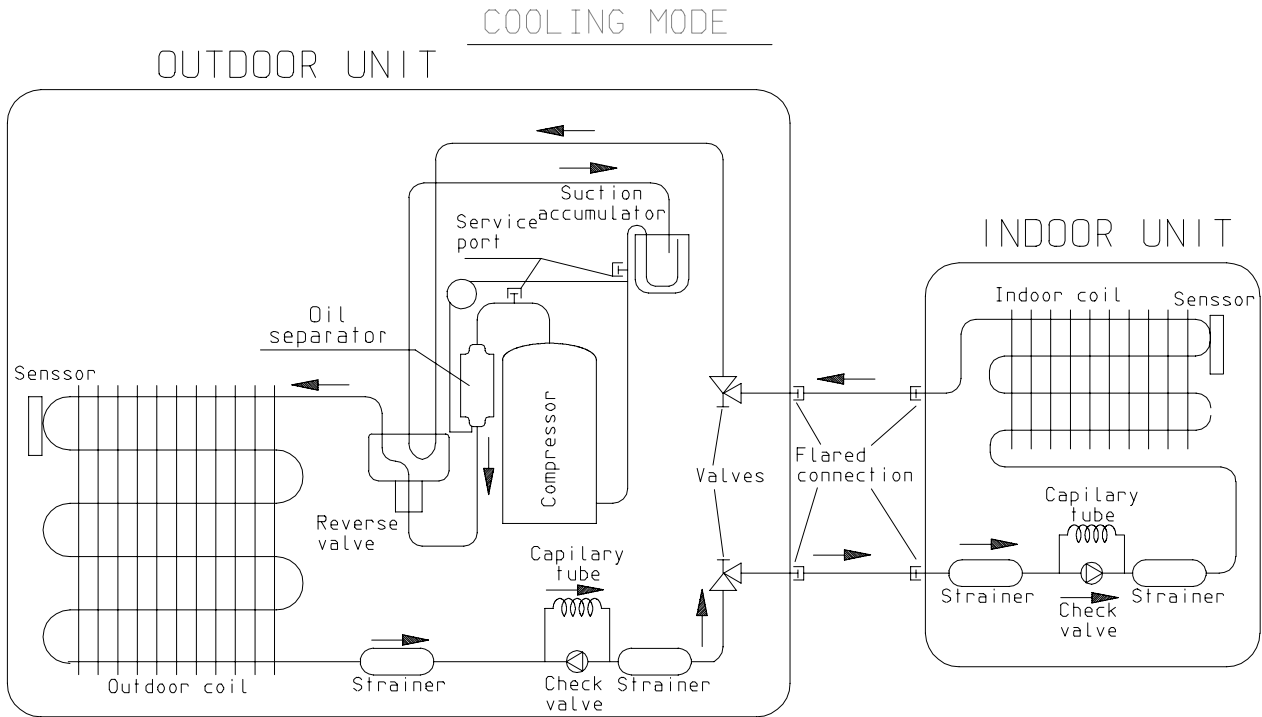 COOLING MODE
OUTDOOR UNIT
Suction
accumulator
Service
port
INDOOR UNIT
Indoor coil
Senssor
Oil
separator
Senssor
Compressor
Valves
Flared
connection
Reverse
valve
Capilary
tube
Capilary
tube
Strainer
Check
valve
Strainer
Outdoor coil
Strainer
Check
valve
Strainer